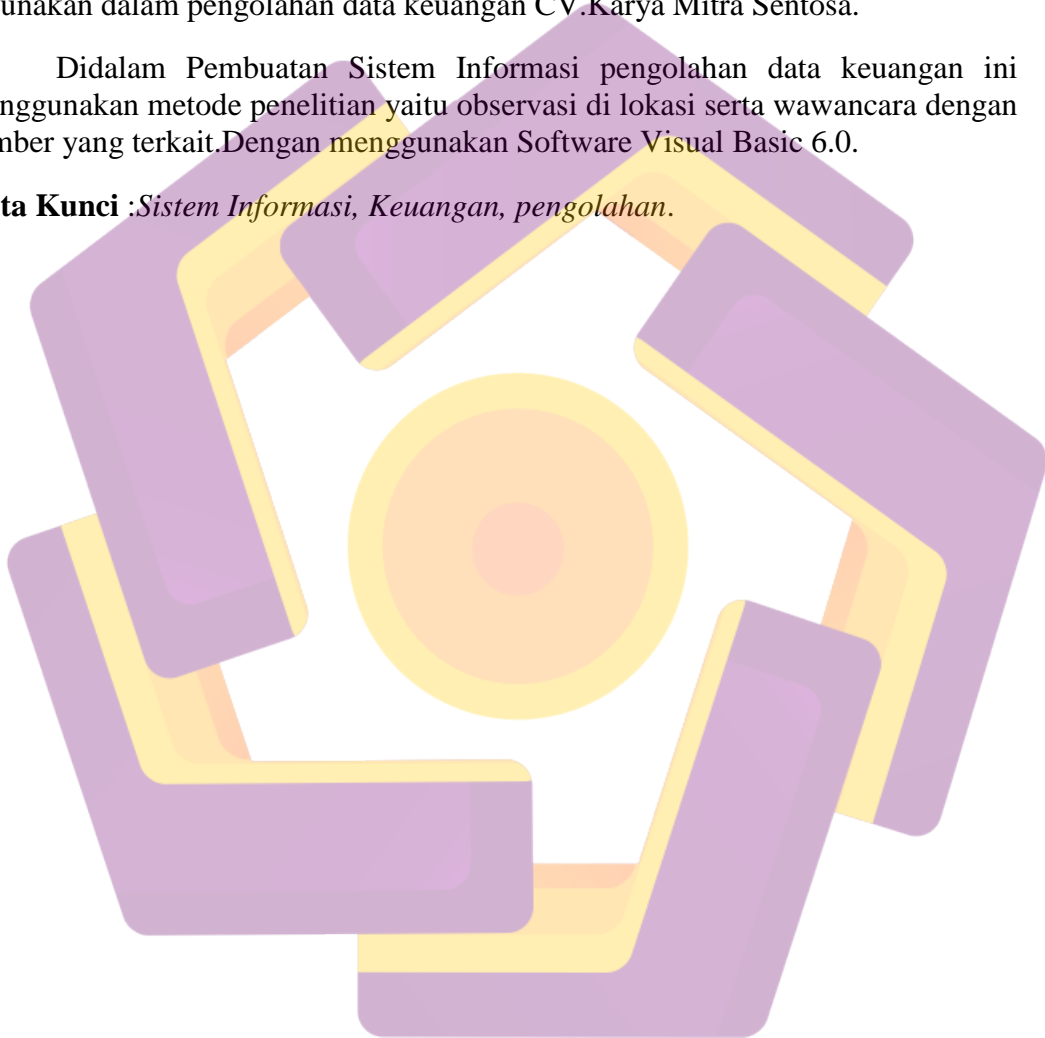 unakan dalam pengolahan data keuangan CV.Karya Mitra Sentosa.
Didalam Pembuatan Sistem Informasi pengolahan data keuangan ini
nggunakan metode penelitian yaitu observasi di lokasi serta wawancara dengan
mber yang terkait.Dengan menggunakan Software Visual Basic 6.0.
ta Kunci :Sistem Informasi, Keuangan, pengolahan.